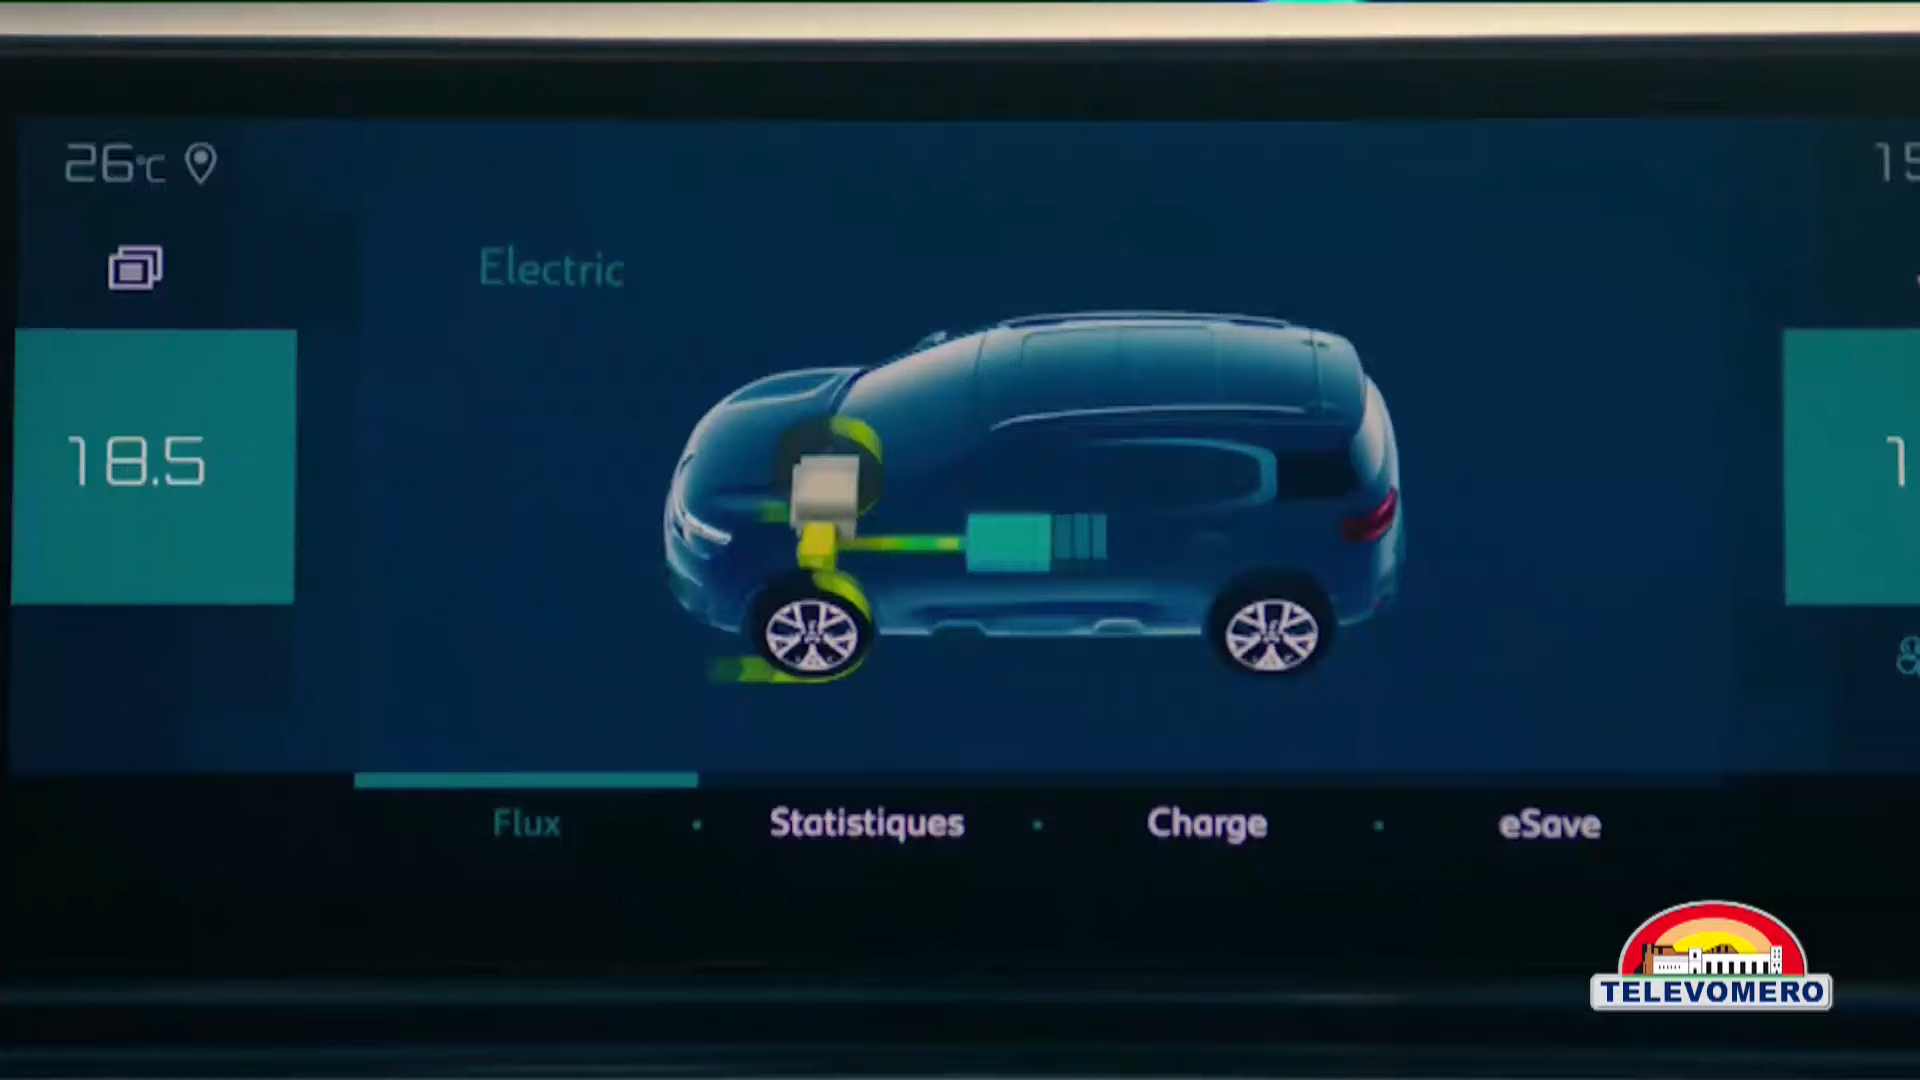 26°C
Electric
18.5
Flux · Statistiques · Charge · eSave
TELEVOMERO